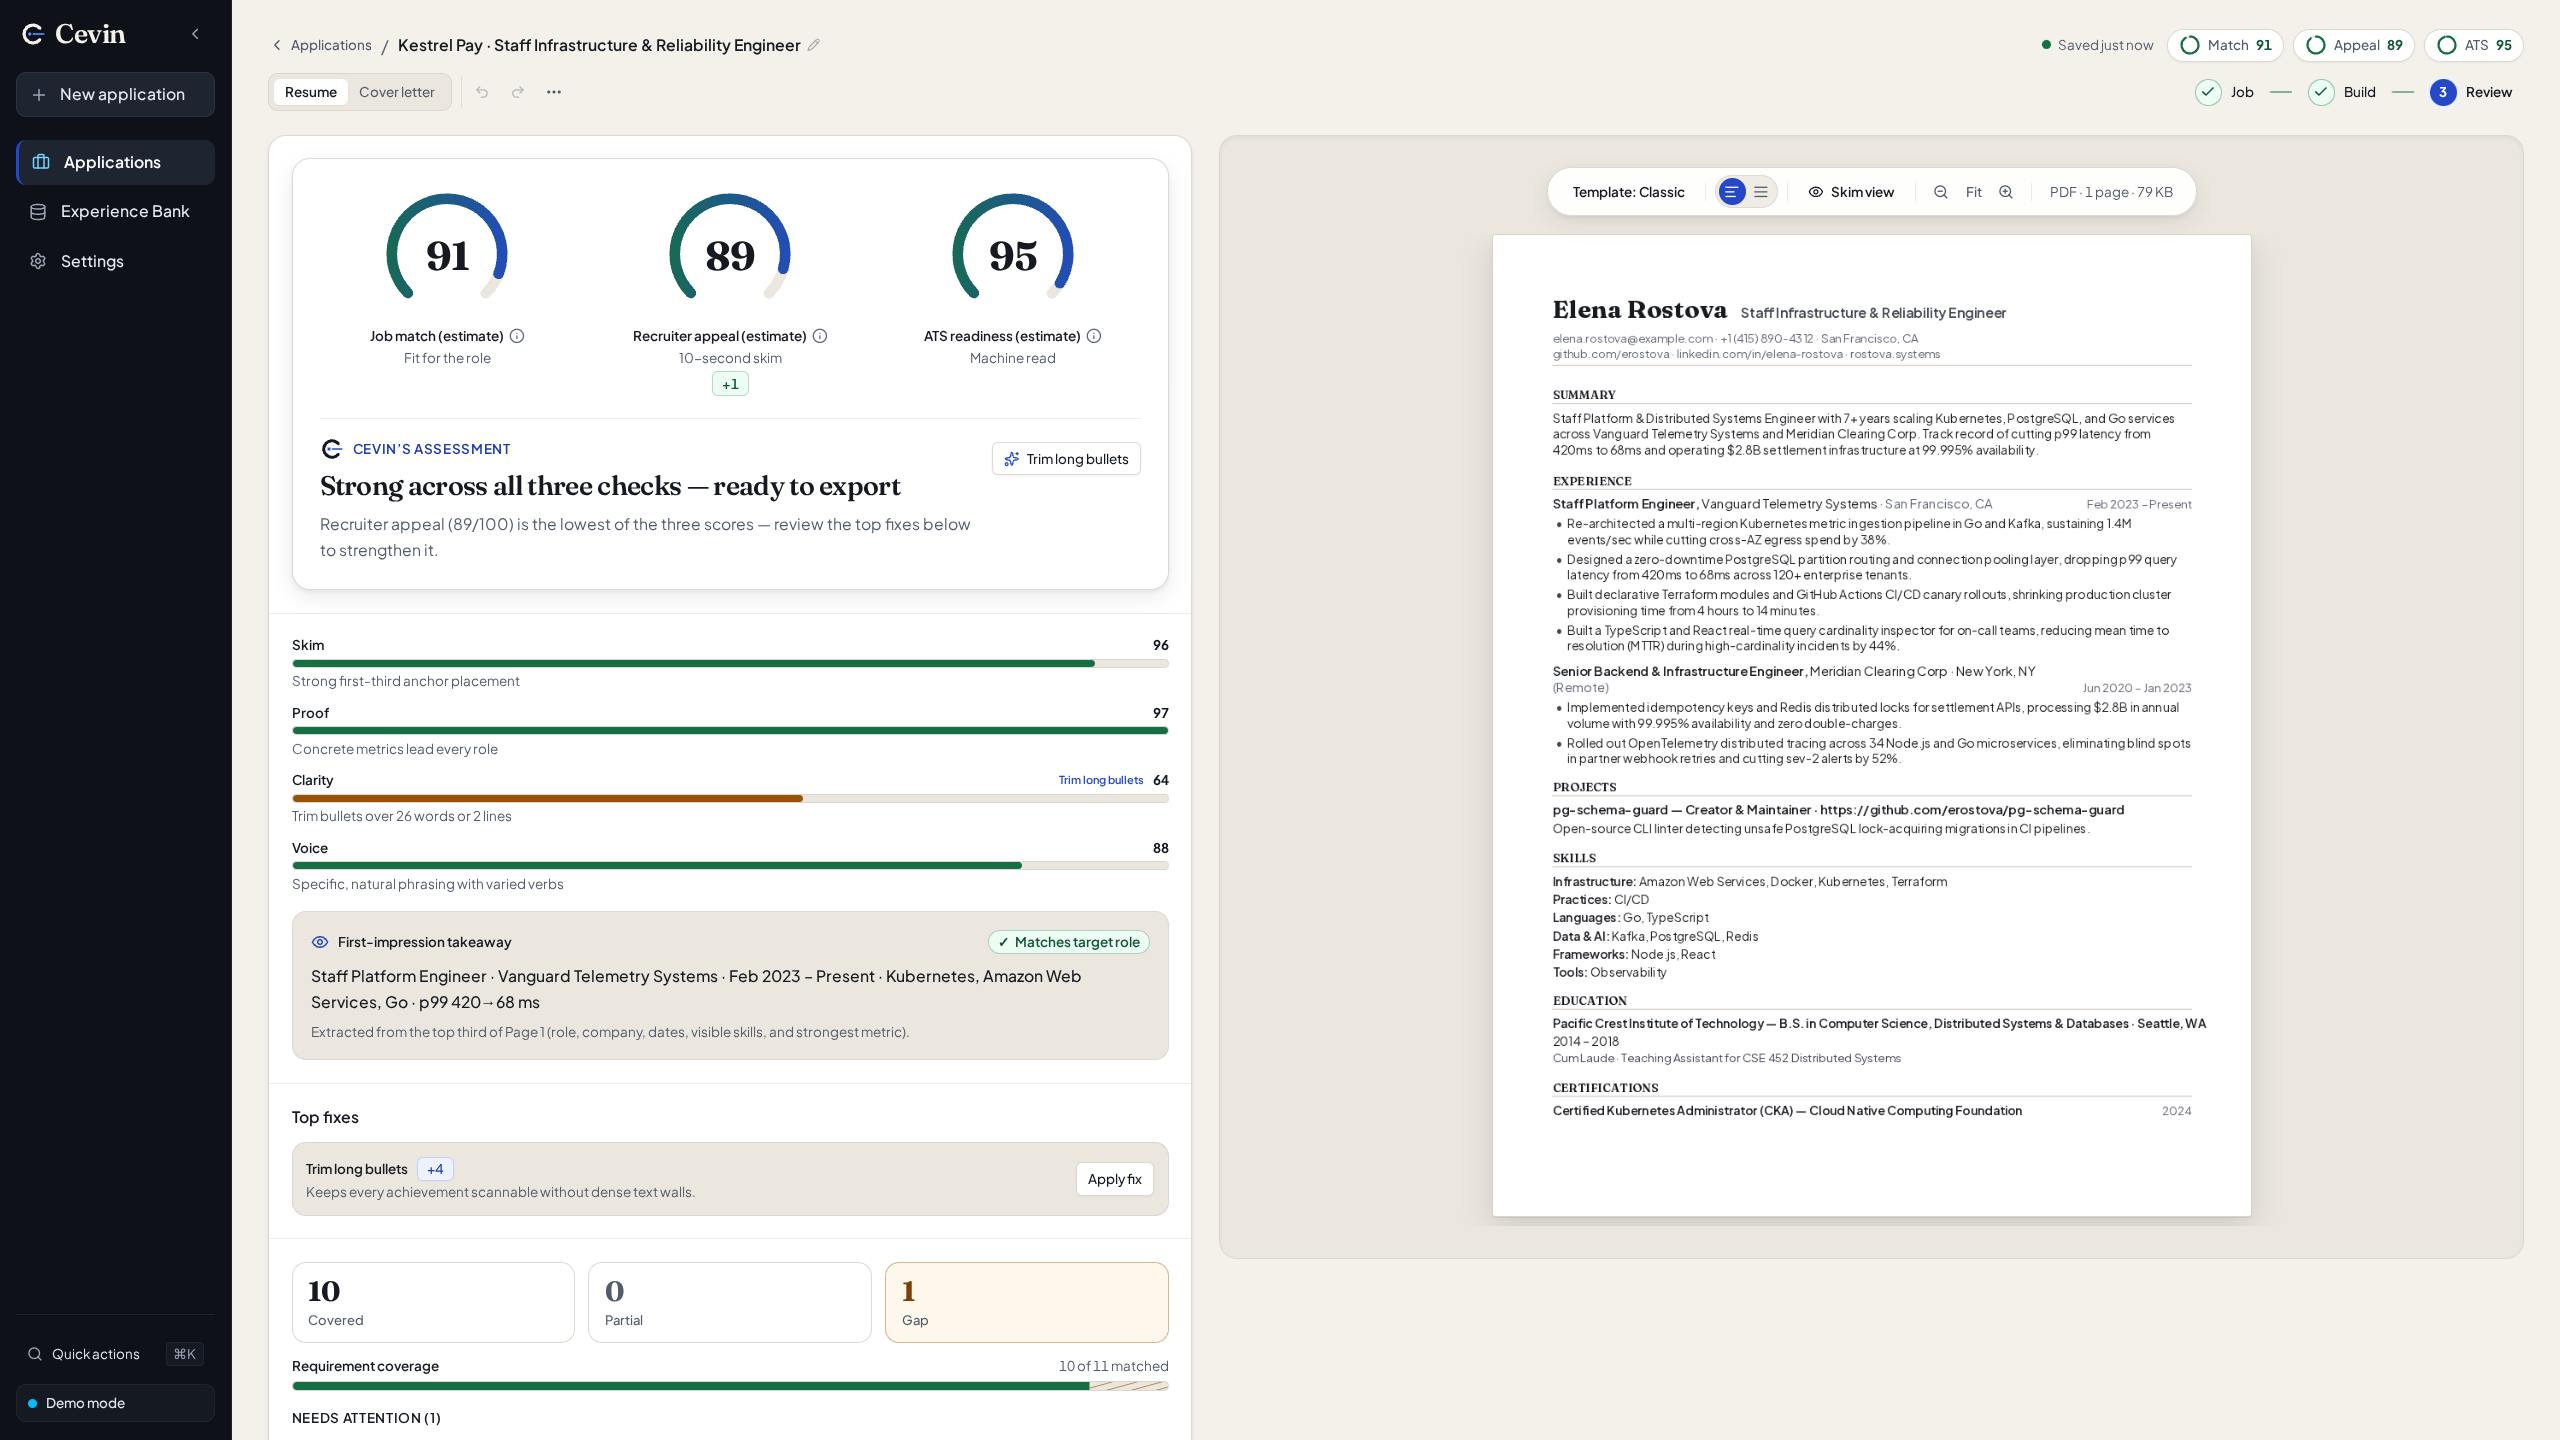 Cevin
New application
Applications
Experience Bank
Settings
Quick actions ⌘K
Demo mode
Applications / Kestrel Pay · Staff Infrastructure & Reliability Engineer
Saved just now
Match 91
Appeal 89
ATS 95
Resume
Cover letter
Job
Build
3 Review
91
Job match (estimate)
Fit for the role
89
Recruiter appeal (estimate)
10-second skim
+1
95
ATS readiness (estimate)
Machine read
CEVIN’S ASSESSMENT
Trim long bullets
Strong across all three checks — ready to export
Recruiter appeal (89/100) is the lowest of the three scores — review the top fixes below
to strengthen it.
Skim 96
Strong first-third anchor placement
Proof 97
Concrete metrics lead every role
Clarity Trim long bullets 64
Trim bullets over 26 words or 2 lines
Voice 88
Specific, natural phrasing with varied verbs
First-impression takeaway ✓ Matches target role
Staff Platform Engineer · Vanguard Telemetry Systems · Feb 2023 – Present · Kubernetes, Amazon Web
Services, Go · p99 420→68 ms
Extracted from the top third of Page 1 (role, company, dates, visible skills, and strongest metric).
Top fixes
Trim long bullets +4
Keeps every achievement scannable without dense text walls.
Apply fix
10
Covered
0
Partial
1
Gap
Requirement coverage 10 of 11 matched
NEEDS ATTENTION (1)
Template: Classic
Skim view
Fit
PDF · 1 page · 79 KB
Elena Rostova Staff Infrastructure & Reliability Engineer
elena.rostova@example.com · +1 (415) 890-4312 · San Francisco, CA
github.com/erostova · linkedin.com/in/elena-rostova · rostova.systems
SUMMARY
Staff Platform & Distributed Systems Engineer with 7+ years scaling Kubernetes, PostgreSQL, and Go services
across Vanguard Telemetry Systems and Meridian Clearing Corp. Track record of cutting p99 latency from
420ms to 68ms and operating $2.8B settlement infrastructure at 99.995% availability.
EXPERIENCE
Staff Platform Engineer, Vanguard Telemetry Systems · San Francisco, CA Feb 2023 – Present
• Re-architected a multi-region Kubernetes metric ingestion pipeline in Go and Kafka, sustaining 1.4M
events/sec while cutting cross-AZ egress spend by 38%.
• Designed a zero-downtime PostgreSQL partition routing and connection pooling layer, dropping p99 query
latency from 420ms to 68ms across 120+ enterprise tenants.
• Built declarative Terraform modules and GitHub Actions CI/CD canary rollouts, shrinking production cluster
provisioning time from 4 hours to 14 minutes.
• Built a TypeScript and React real-time query cardinality inspector for on-call teams, reducing mean time to
resolution (MTTR) during high-cardinality incidents by 44%.
Senior Backend & Infrastructure Engineer, Meridian Clearing Corp · New York, NY
(Remote) Jun 2020 – Jan 2023
• Implemented idempotency keys and Redis distributed locks for settlement APIs, processing $2.8B in annual
volume with 99.995% availability and zero double-charges.
• Rolled out OpenTelemetry distributed tracing across 34 Node.js and Go microservices, eliminating blind spots
in partner webhook retries and cutting sev-2 alerts by 52%.
PROJECTS
pg-schema-guard — Creator & Maintainer · https://github.com/erostova/pg-schema-guard
Open-source CLI linter detecting unsafe PostgreSQL lock-acquiring migrations in CI pipelines.
SKILLS
Infrastructure: Amazon Web Services, Docker, Kubernetes, Terraform
Practices: CI/CD
Languages: Go, TypeScript
Data & AI: Kafka, PostgreSQL, Redis
Frameworks: Node.js, React
Tools: Observability
EDUCATION
Pacific Crest Institute of Technology — B.S. in Computer Science, Distributed Systems & Databases · Seattle, WA
2014 – 2018
Cum Laude · Teaching Assistant for CSE 452 Distributed Systems
CERTIFICATIONS
Certified Kubernetes Administrator (CKA) — Cloud Native Computing Foundation 2024